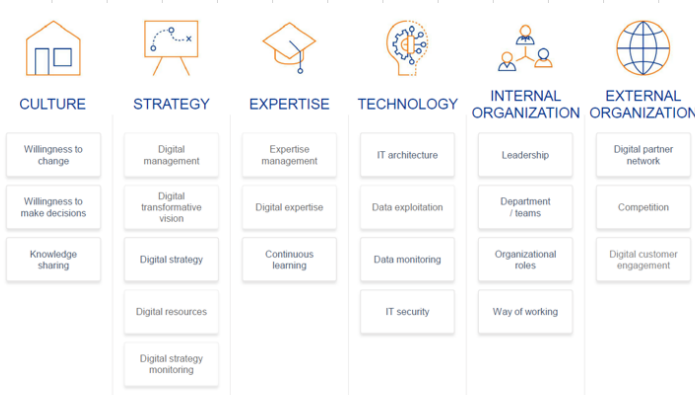 CULTURE
Willingness to
change
Willingness to
make decisions
Knowledge
sharing
STRATEGY
Digital
management
Digital
transformative
vision
Digital strategy
Digital resources
Digital strategy
monitoring
EXPERTISE
Expertise
management
Digital expertise
Continuous
learning
TECHNOLOGY
IT architecture
Data exploitation
Data monitoring
IT security
INTERNAL
ORGANIZATION
Leadership
Department
/ teams
Organizational
roles
Way of working
EXTERNAL
ORGANIZATION
Digital partner
network
Competition
Digital customer
engagement